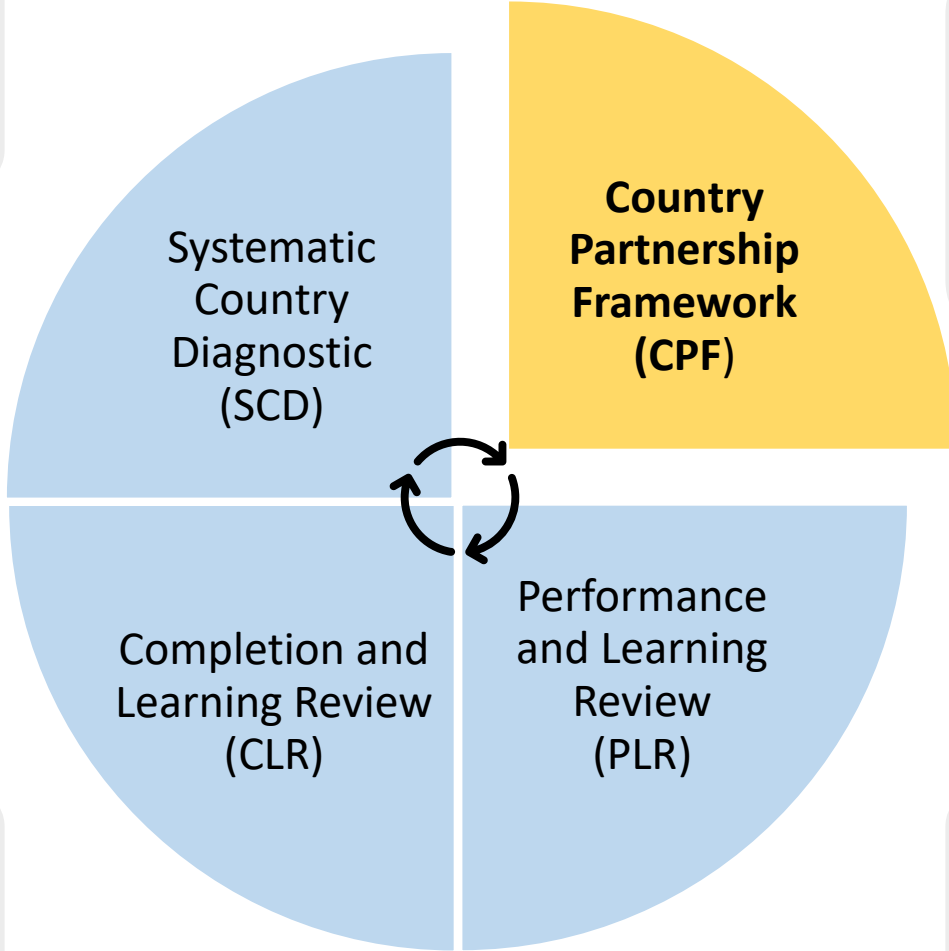 Systematic
Country
Diagnostic
(SCD)
Country
Partnership
Framework
(CPF)
Completion and
Learning Review
(CLR)
Performance
and Learning
Review
(PLR)